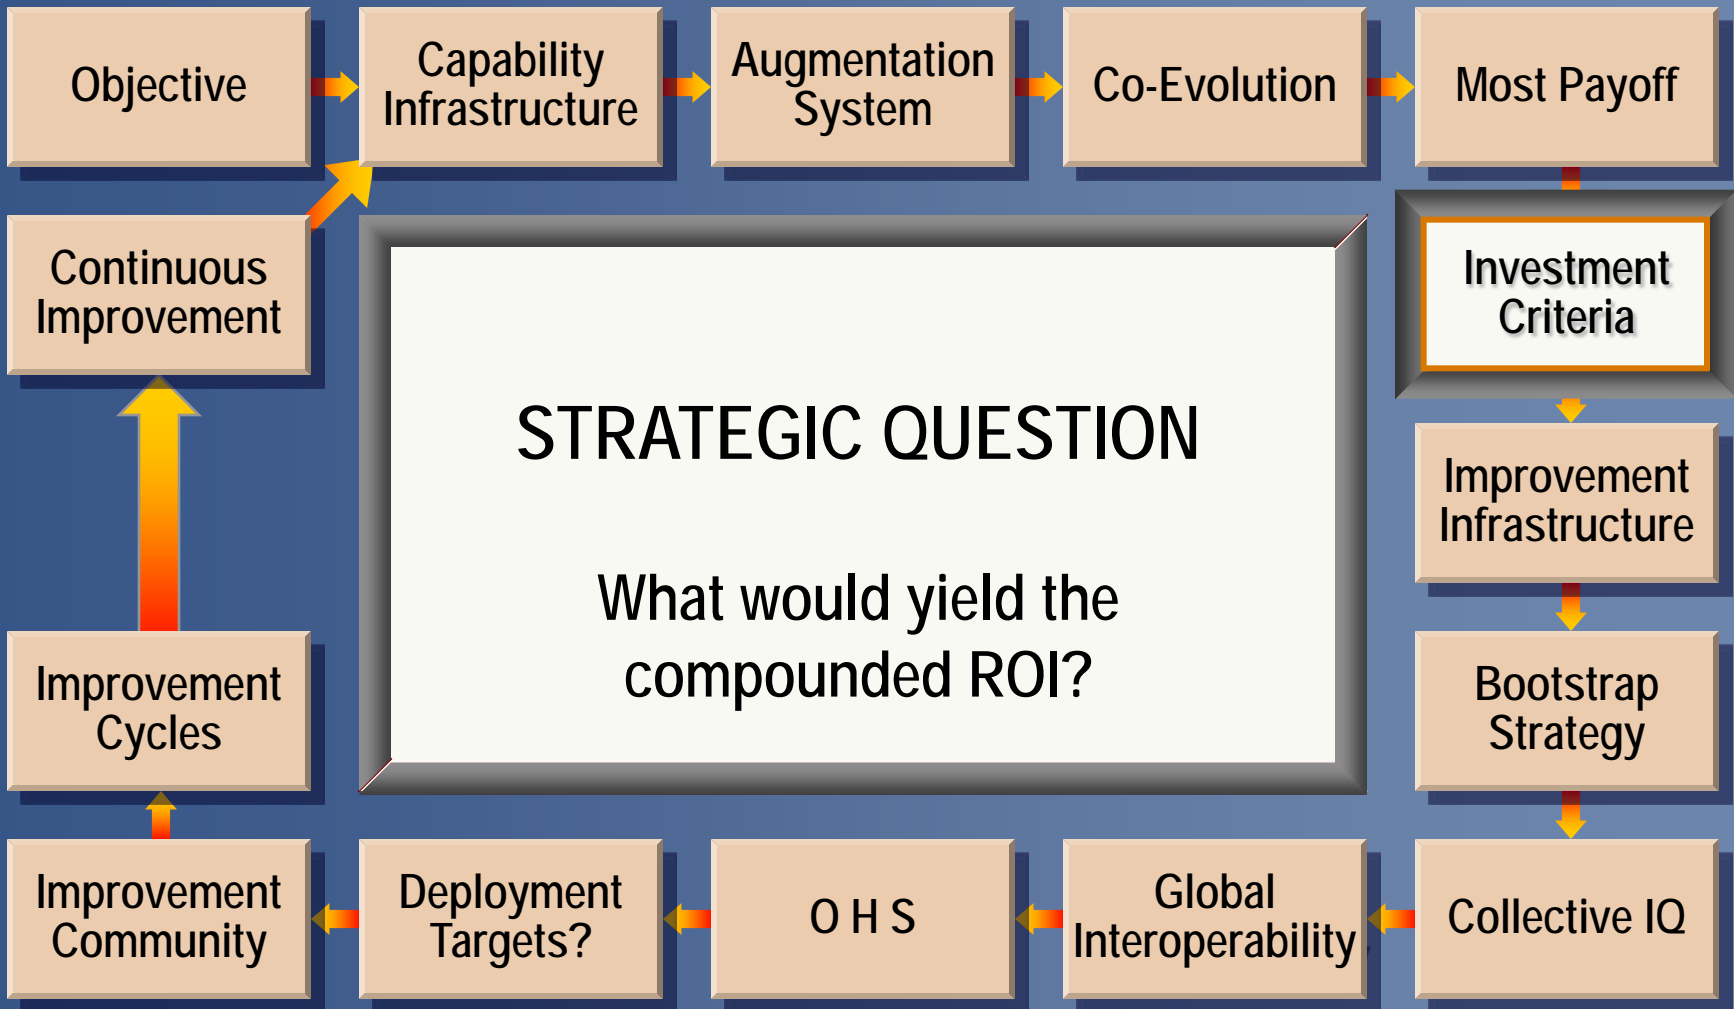 Objective
Capability
Infrastructure
Augmentation
System
Co-Evolution
Most Payoff
Continuous
Improvement
Investment
Criteria
STRATEGIC QUESTION
What would yield the
compounded ROI?
Improvement
Infrastructure
Improvement
Cycles
Bootstrap
Strategy
Improvement
Community
Deployment
Targets?
O H S
Global
Interoperability
Collective IQ